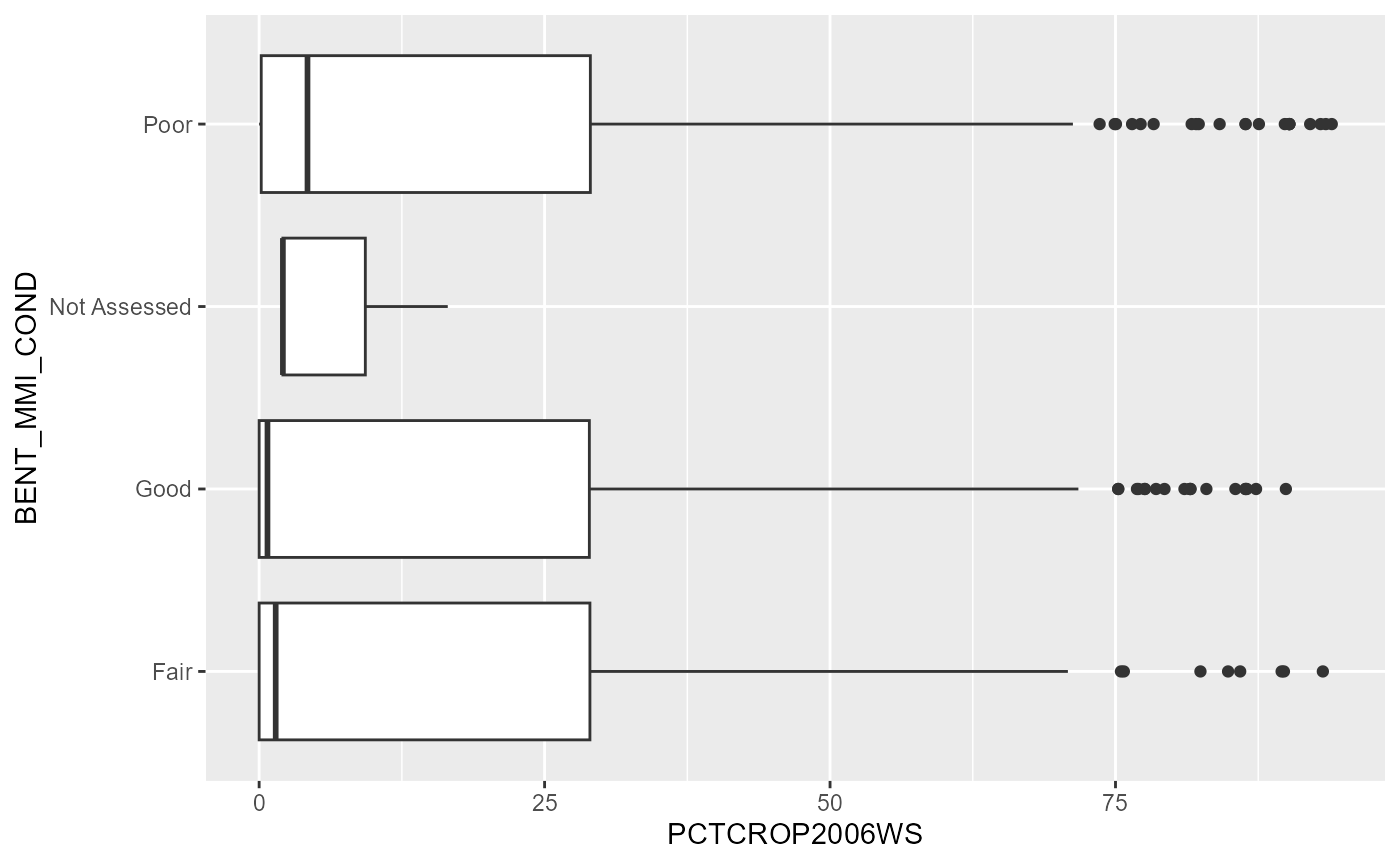 BENT_MMI_COND
Poor
Not Assessed
Good
Fair
0 25 50 75
PCTCROP2006WS